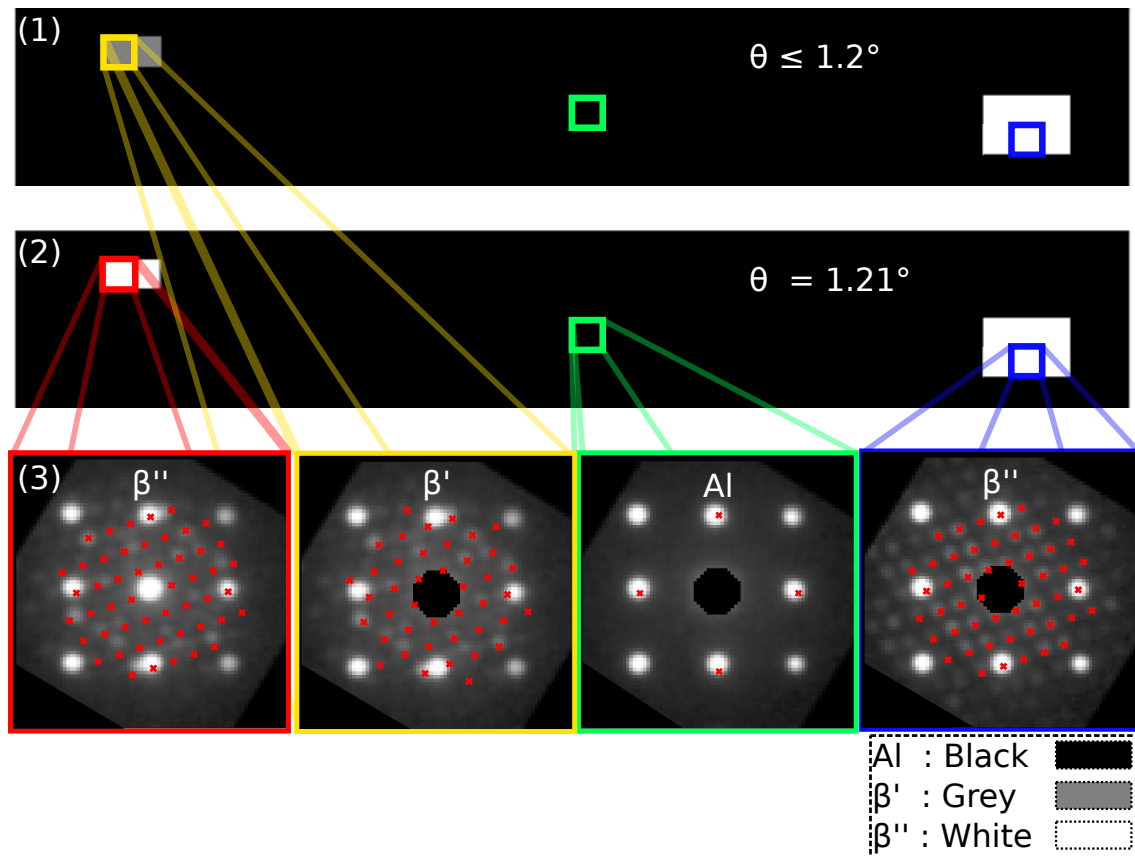 (1)
θ ≤ 1.2°
(2)
θ = 1.21°
(3)
β''
β'
Al
β''
Al : Black
β' : Grey
β'' : White